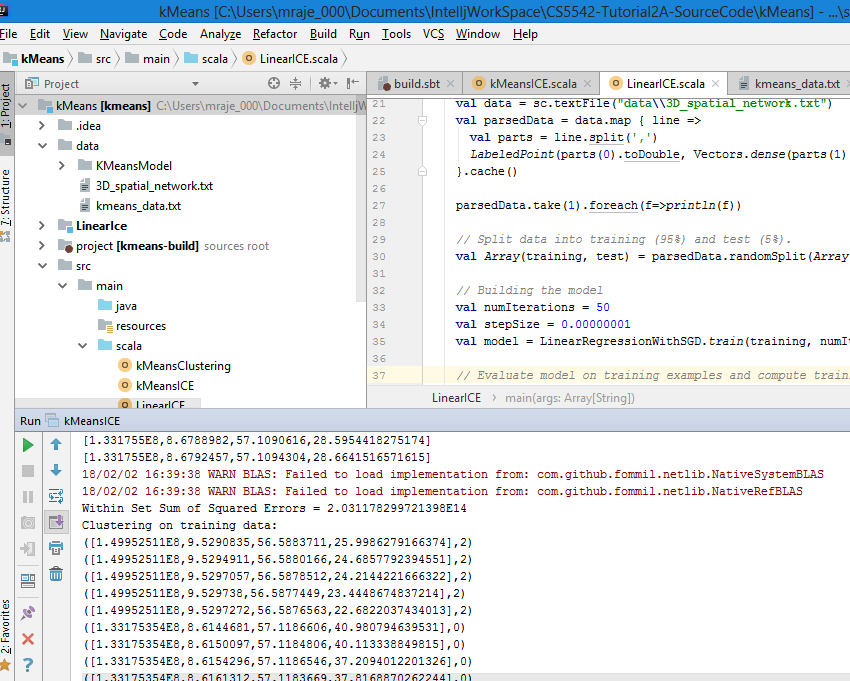 kMeans [C:\Users\mraje_000\Documents\IntelljWorkSpace\CS5542-Tutorial2A-SourceCode\kMeans] - ...\s
File Edit View Navigate Code Analyze Refactor Build Run Tools VCS Window Help
kMeans src main scala LinearICE.scala
1: Project
7: Structure
2: Favorites
Project
kMeans [kmeans] C:\Users\mraje_000\Documents\IntelljW
.idea
data
KMeansModel
3D_spatial_network.txt
kmeans_data.txt
LinearIce
project [kmeans-build] sources root
src
main
java
resources
scala
kMeansClustering
kMeansICE
LinearICE
build.sbt kMeansICE.scala LinearICE.scala kmeans_data.txt
21 val data = sc.textFile("data\\3D_spatial_network.txt")
22 val parsedData = data.map { line =>
23 val parts = line.split(',')
24 LabeledPoint(parts(0).toDouble, Vectors.dense(parts(1)
25 }.cache()
26
27 parsedData.take(1).foreach(f=>println(f))
28
29 // Split data into training (95%) and test (5%).
30 val Array(training, test) = parsedData.randomSplit(Array
31
32 // Building the model
33 val numIterations = 50
34 val stepSize = 0.00000001
35 val model = LinearRegressionWithSGD.train(training, numIt
36
37 // Evaluate model on training examples and compute train
LinearICE main(args: Array[String])
Run kMeansICE
[1.331755E8,8.6788982,57.1090616,28.5954418275174]
[1.331755E8,8.6792457,57.1094304,28.6641516571615]
18/02/02 16:39:38 WARN BLAS: Failed to load implementation from: com.github.fommil.netlib.NativeSystemBLAS
18/02/02 16:39:38 WARN BLAS: Failed to load implementation from: com.github.fommil.netlib.NativeRefBLAS
Within Set Sum of Squared Errors = 2.031178299721398E14
Clustering on training data:
([1.49952511E8,9.5290835,56.5883711,25.9986279166374],2)
([1.49952511E8,9.5294911,56.5880166,24.6857792394551],2)
([1.49952511E8,9.5297057,56.5878512,24.2144221666322],2)
([1.49952511E8,9.529738,56.5877449,23.4448674837214],2)
([1.49952511E8,9.5297272,56.5876563,22.6822037434013],2)
([1.33175354E8,8.6144681,57.1186606,40.980794639531],0)
([1.33175354E8,8.6150097,57.1184806,40.113338849815],0)
([1.33175354E8,8.6154296,57.1186546,37.2094012201326],0)
([1.33175354E8,8.6161312,57.1183669,37.8168870262244],0)